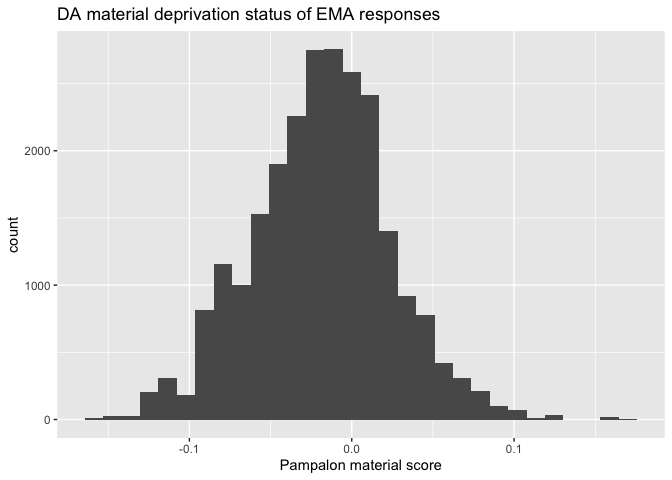 DA material deprivation status of EMA responses
2000
1000
0
count
-0.1
0.0
0.1
Pampalon material score